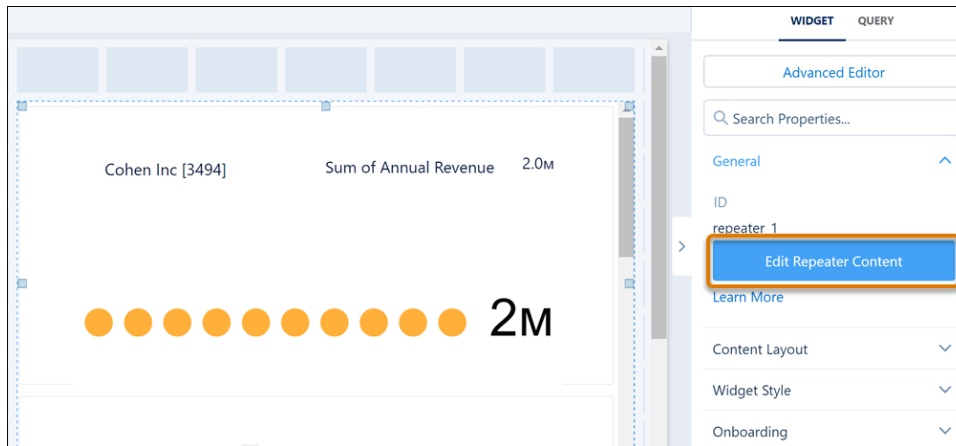 WIDGET QUERY
Advanced Editor
Search Properties...
General
ID
repeater_1
Edit Repeater Content
Learn More
Content Layout
Widget Style
Onboarding
Cohen Inc [3494] Sum of Annual Revenue 2.0M
2M